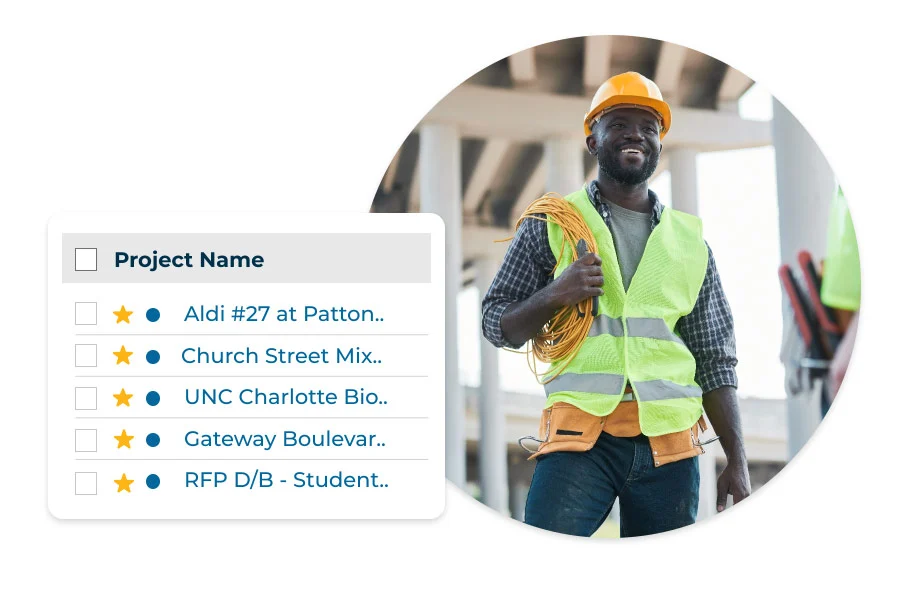 Project Name
Aldi #27 at Patton..
Church Street Mix..
UNC Charlotte Bio..
Gateway Boulevar..
RFP D/B - Student..